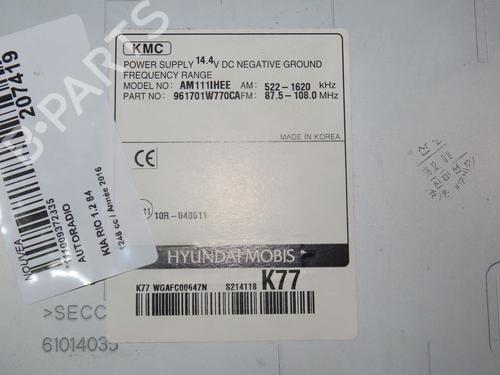 KMC
POWER SUPPLY 14.4V DC NEGATIVE GROUND
FREQUENCY RANGE
MODEL NO: AM111IHEE AM: 522-1620 kHz
PART NO: 961701W770CA FM: 87.5-108.0 MHz
MADE IN KOREA
CE
11 10R-048511
HYUNDAI MOBIS
K77 WGAFC00647N S214118 K77
>SECC
61014035
207419
NOUVEA
AUTORADIO
KIA RIO 1.2 84
1248 cc / Année 2016